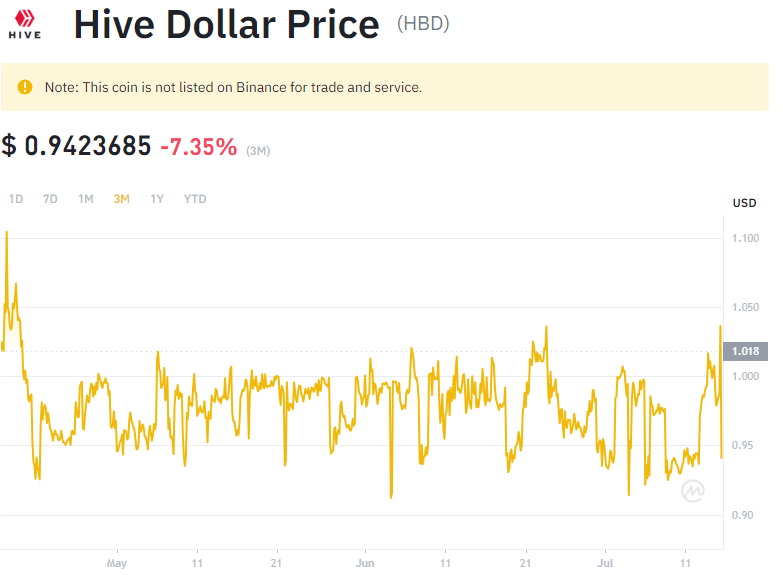 HIVE
Hive Dollar Price (HBD)
Note: This coin is not listed on Binance for trade and service.
$ 0.9423685 -7.35% (3M)
1D 7D 1M 3M 1Y YTD
USD
1.100
1.050
1.018
1.000
0.95
0.90
May 11 21 Jun 11 21 Jul 11